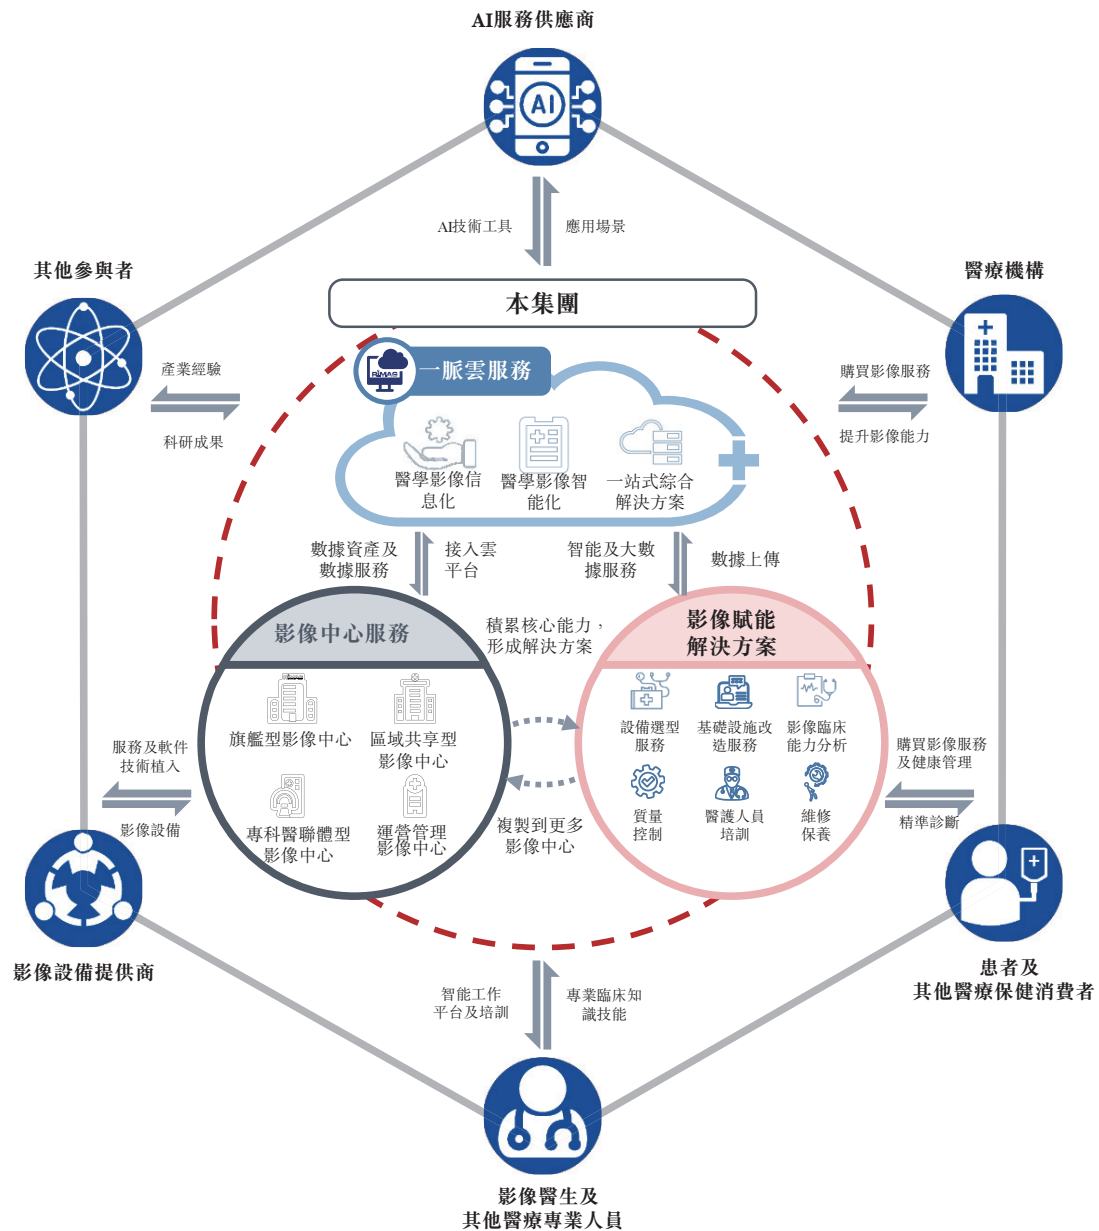 AI服務供應商
AI技術工具
應用場景
其他參與者
醫療機構
本集團
RIMAG
一脈雲服務
產業經驗
科研成果
購買影像服務
提升影像能力
醫學影像信
息化
醫學影像智
能化
一站式綜合
解決方案
數據資產及
數據服務
接入雲
平台
智能及大數
據服務
數據上傳
影像中心服務
積累核心能力，
形成解決方案
影像賦能
解決方案
旗艦型影像中心
區域共享型
影像中心
專科醫聯體型
影像中心
運營管理
影像中心
設備選型
服務
基礎設施改
造服務
影像臨床
能力分析
質量
控制
醫護人員
培訓
維修
保養
複製到更多
影像中心
服務及軟件
技術植入
影像設備
購買影像服務
及健康管理
精準診斷
影像設備提供商
患者及
其他醫療保健消費者
智能工作
平台及培訓
專業臨床知
識技能
影像醫生及
其他醫療專業人員